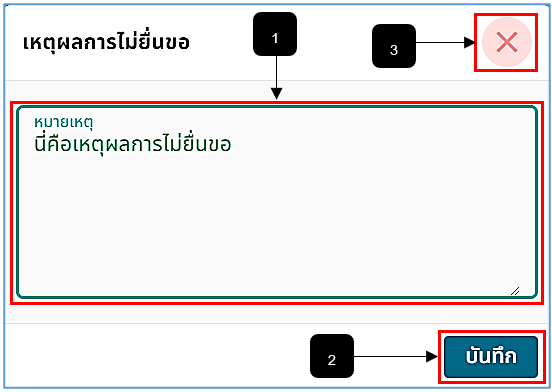 เหตุผลการไม่ยื่นขอ
1
3
หมายเหตุ
นี่คือเหตุผลการไม่ยื่นขอ
2
บันทึก